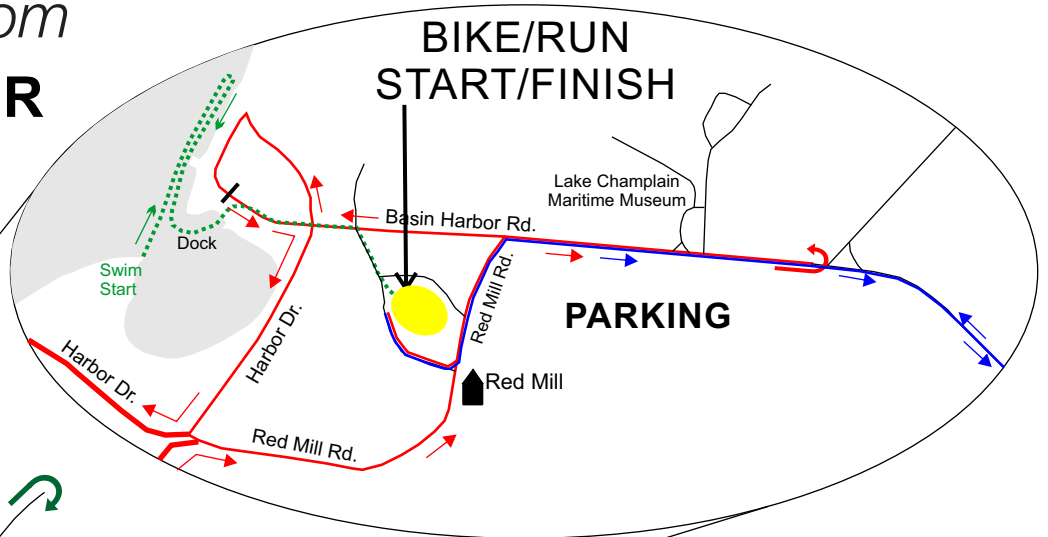 om
R
BIKE/RUN
START/FINISH
Lake Champlain
Maritime Museum
Basin Harbor Rd.
Dock
Swim
Start
Red Mill Rd.
PARKING
Harbor Dr.
Harbor Dr.
Red Mill
Red Mill Rd.